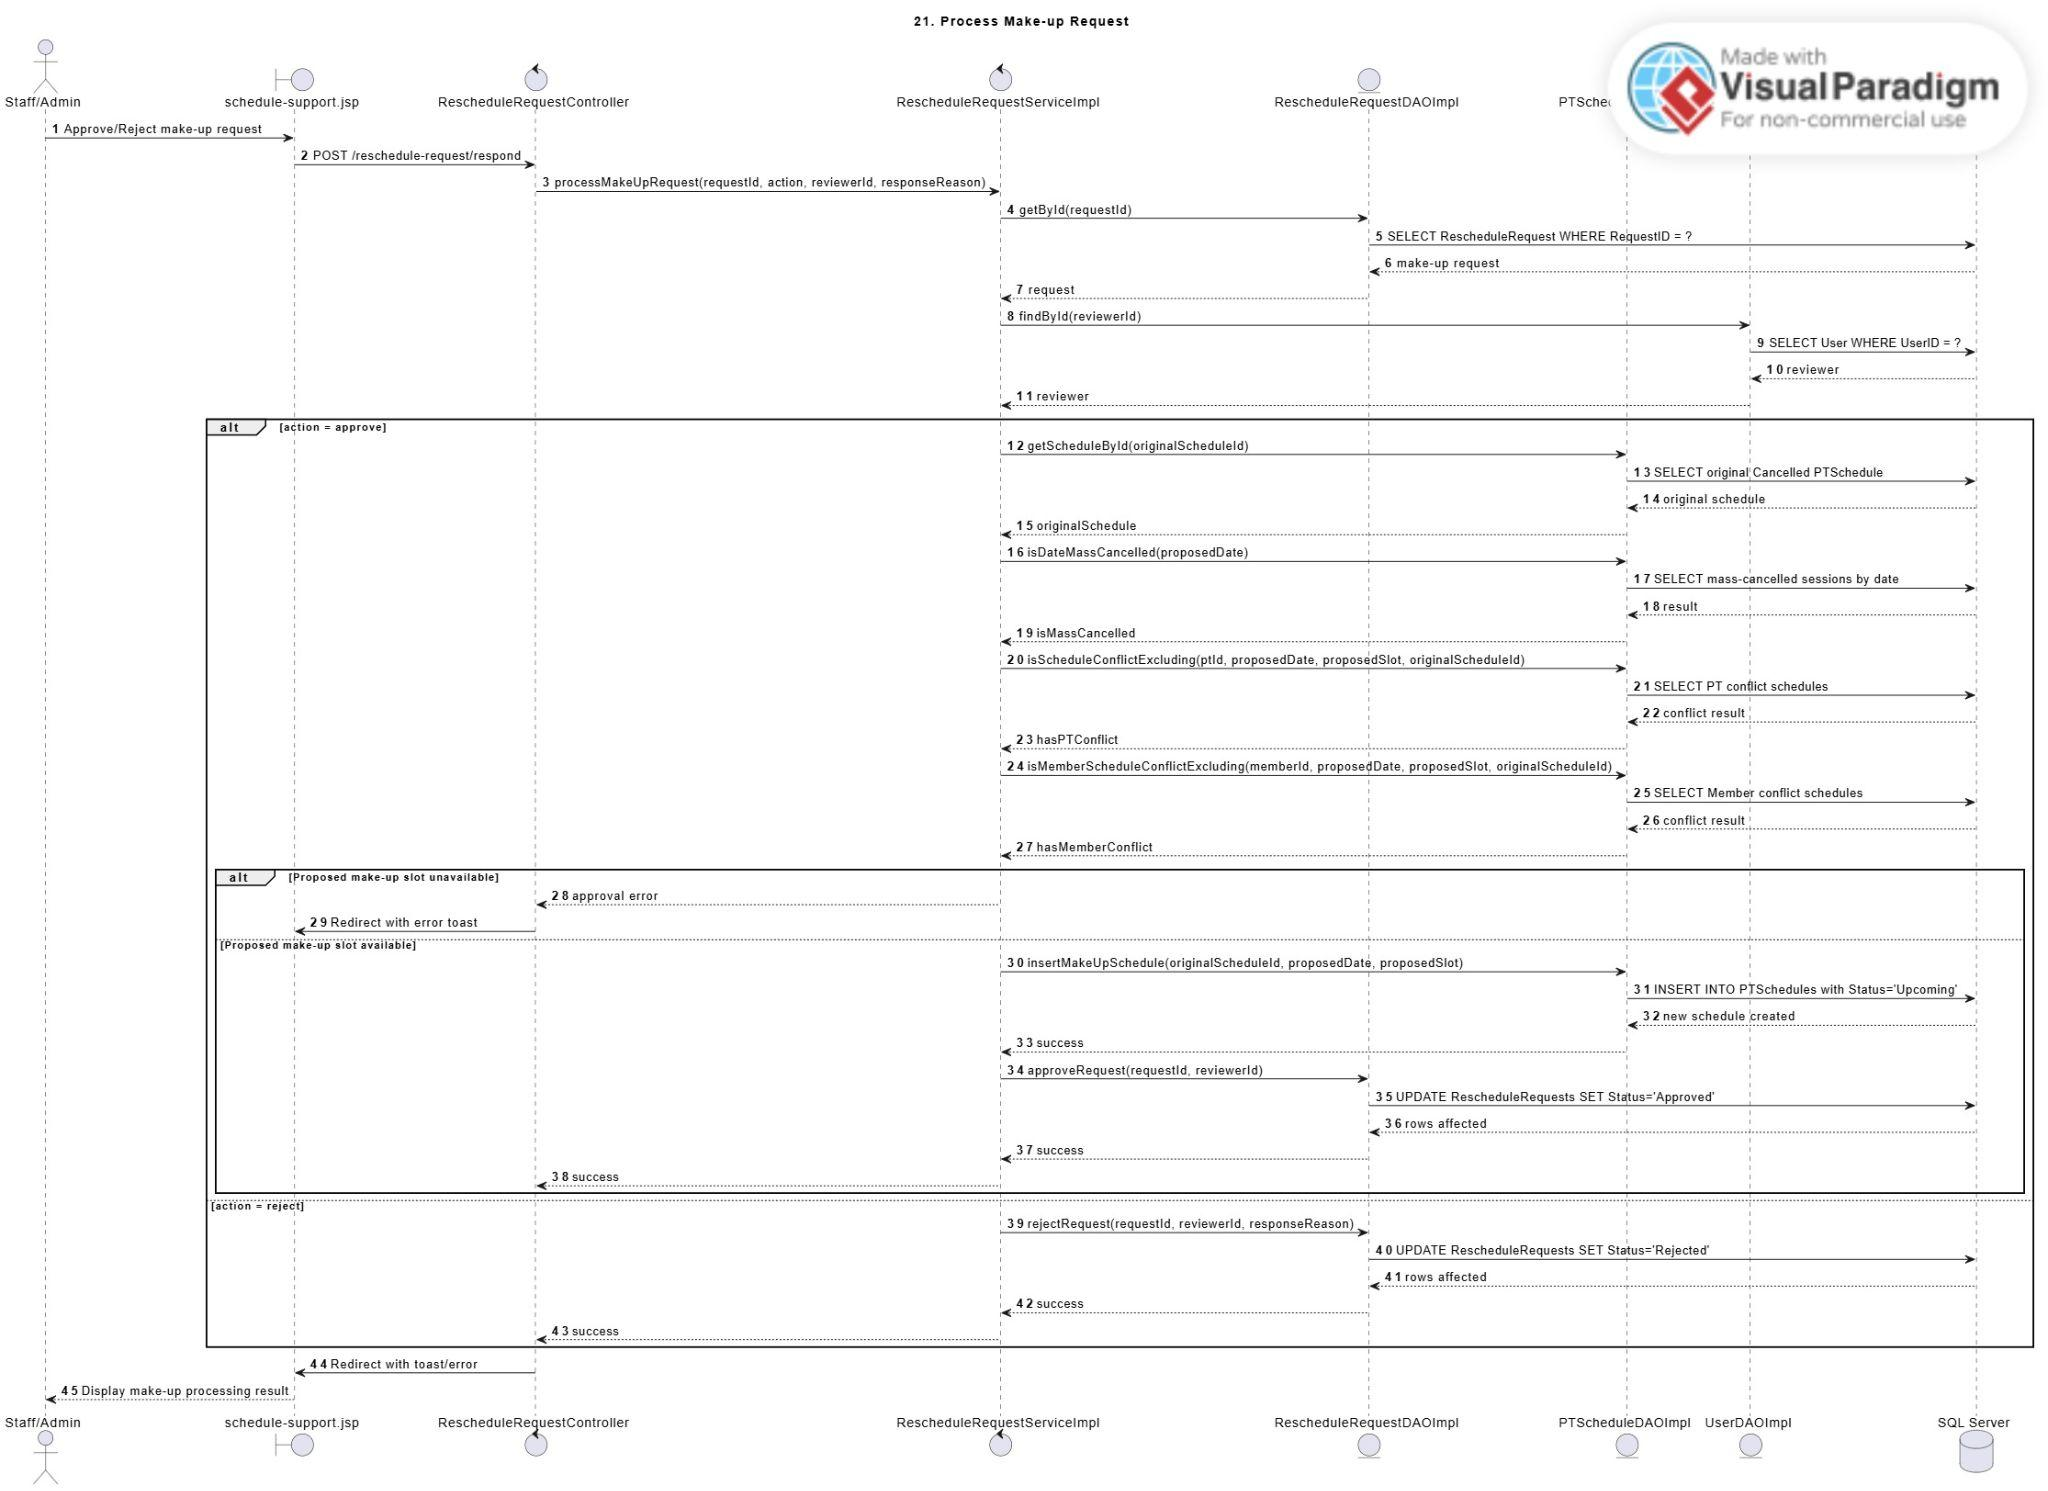 21. Process Make-up Request
Made with
Visual Paradigm
For non-commercial use
Staff/Admin
schedule-support.jsp
RescheduleRequestController
RescheduleRequestServiceImpl
RescheduleRequestDAOImpl
1 Approve/Reject make-up request
2 POST /reschedule-request/respond
3 processMakeUpRequest(requestId, action, reviewerId, responseReason)
4 getById(requestId)
5 SELECT RescheduleRequest WHERE RequestID = ?
6 make-up request
7 request
8 findById(reviewerId)
9 SELECT User WHERE UserID = ?
10 reviewer
11 reviewer
alt [action = approve]
12 getScheduleById(originalScheduleId)
13 SELECT original Cancelled PTSchedule
14 original schedule
15 originalSchedule
16 isDateMassCancelled(proposedDate)
17 SELECT mass-cancelled sessions by date
18 result
19 isMassCancelled
20 isScheduleConflictExcluding(ptId, proposedDate, proposedSlot, originalScheduleId)
21 SELECT PT conflict schedules
22 conflict result
23 hasPTConflict
24 isMemberScheduleConflictExcluding(memberId, proposedDate, proposedSlot, originalScheduleId)
25 SELECT Member conflict schedules
26 conflict result
27 hasMemberConflict
alt [Proposed make-up slot unavailable]
28 approval error
29 Redirect with error toast
[Proposed make-up slot available]
30 insertMakeUpSchedule(originalScheduleId, proposedDate, proposedSlot)
31 INSERT INTO PTSchedules with Status='Upcoming'
32 new schedule created
33 success
34 approveRequest(requestId, reviewerId)
35 UPDATE RescheduleRequests SET Status='Approved'
36 rows affected
37 success
38 success
[action = reject]
39 rejectRequest(requestId, reviewerId, responseReason)
40 UPDATE RescheduleRequests SET Status='Rejected'
41 rows affected
42 success
43 success
44 Redirect with toast/error
45 Display make-up processing result
Staff/Admin
schedule-support.jsp
RescheduleRequestController
RescheduleRequestServiceImpl
RescheduleRequestDAOImpl
PTScheduleDAOImpl
UserDAOImpl
SQL Server